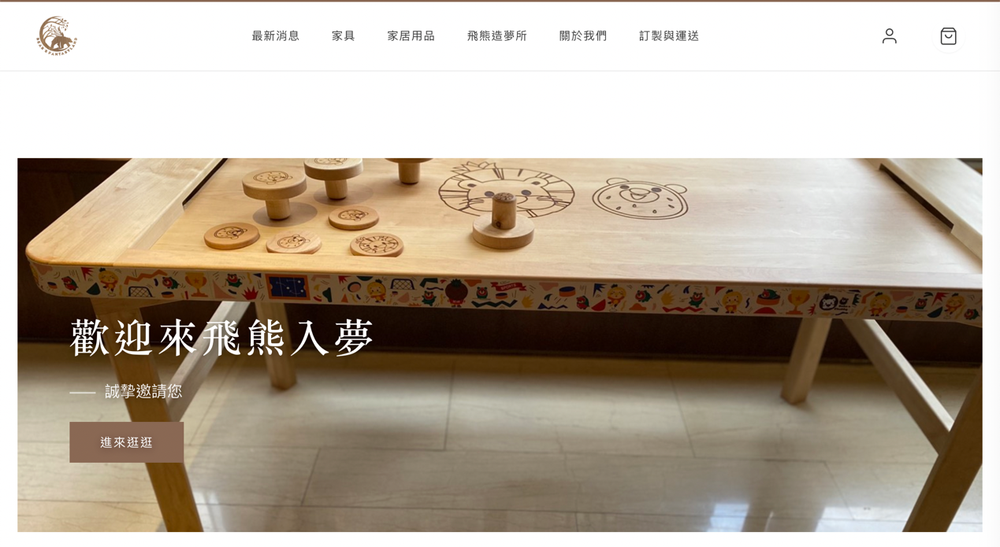 最新消息
家具
家居用品
飛熊造夢所
關於我們
訂製與運送
歡迎來飛熊入夢
誠摯邀請您
進來逛逛